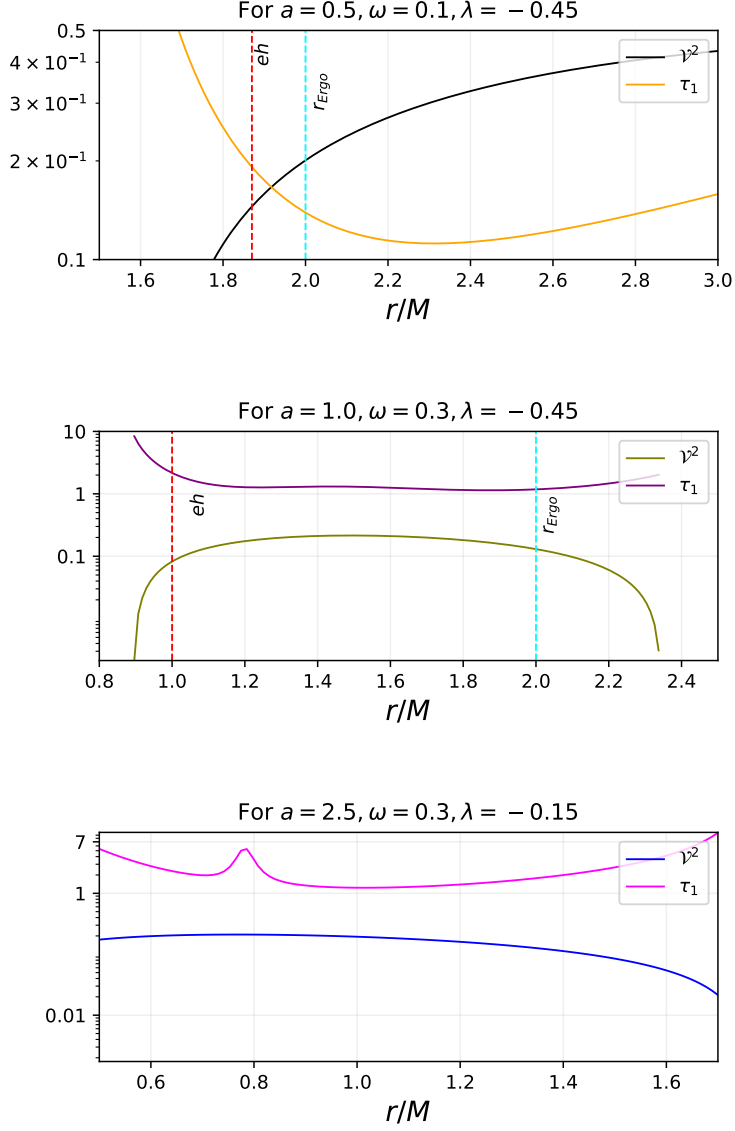 For a = 0.5, ω = 0.1, λ = − 0.45
0.5
4 × 10⁻¹
3 × 10⁻¹
2 × 10⁻¹
0.1
eh
r_Ergo
𝒱²
τ₁
1.6 1.8 2.0 2.2 2.4 2.6 2.8 3.0
r/M
For a = 1.0, ω = 0.3, λ = − 0.45
10
1
0.1
eh
r_Ergo
𝒱²
τ₁
0.8 1.0 1.2 1.4 1.6 1.8 2.0 2.2 2.4
r/M
For a = 2.5, ω = 0.3, λ = − 0.15
7
1
0.01
𝒱²
τ₁
0.6 0.8 1.0 1.2 1.4 1.6
r/M